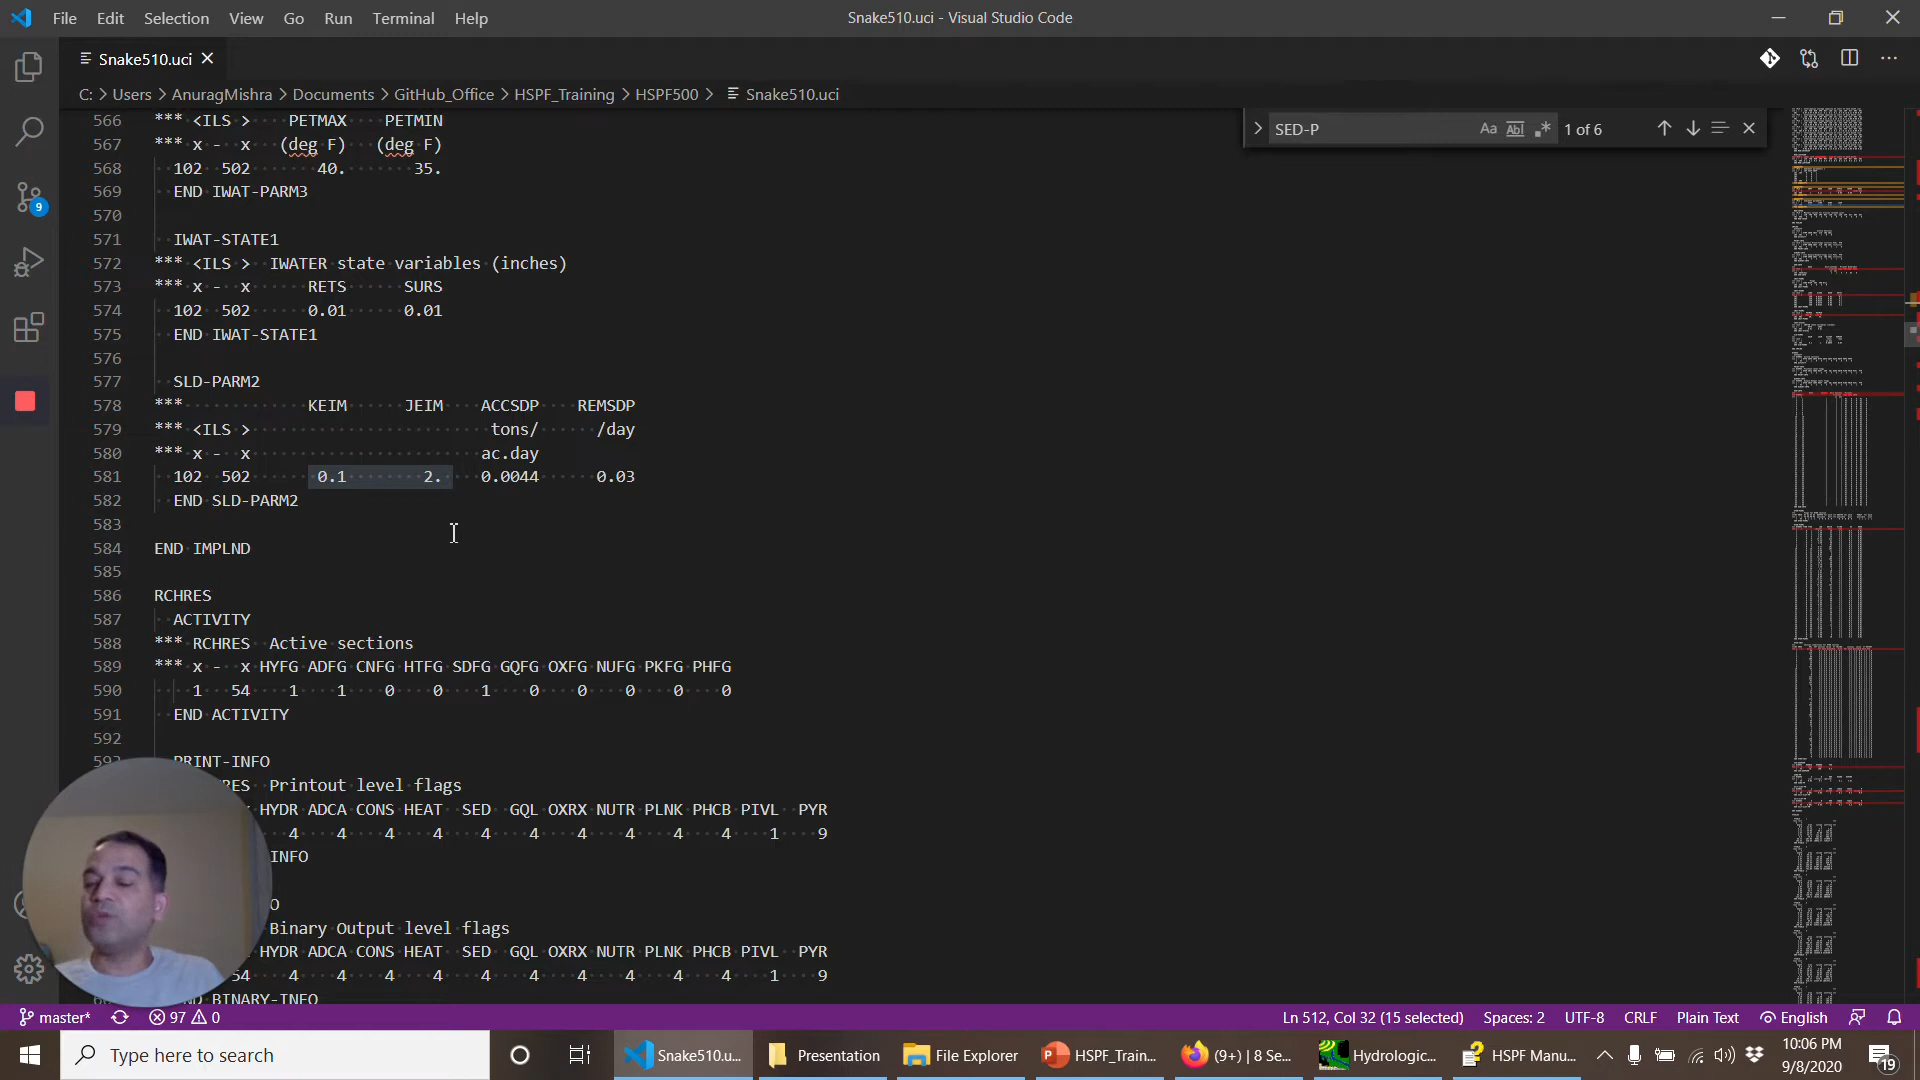 File Edit Selection View Go Run Terminal Help
Snake510.uci - Visual Studio Code
Snake510.uci
C: > Users > AnuragMishra > Documents > GitHub_Office > HSPF_Training > HSPF500 > Snake510.uci
SED-P
Aa Abl .* 1 of 6
566 *** <ILS > PETMAX PETMIN
567 *** x - x (deg F) (deg F)
568 102 502 40. 35.
569 END IWAT-PARM3
570
571 IWAT-STATE1
572 *** <ILS > IWATER state variables (inches)
573 *** x - x RETS SURS
574 102 502 0.01 0.01
575 END IWAT-STATE1
576
577 SLD-PARM2
578 *** KEIM JEIM ACCSDP REMSDP
579 *** <ILS > tons/ /day
580 *** x - x ac.day
581 102 502 0.1 2. 0.0044 0.03
582 END SLD-PARM2
583
584 END IMPLND
585
586 RCHRES
587 ACTIVITY
588 *** RCHRES Active sections
589 *** x - x HYFG ADFG CNFG HTFG SDFG GQFG OXFG NUFG PKFG PHFG
590 1 54 1 1 0 0 1 0 0 0 0 0
591 END ACTIVITY
592
PRINT-INFO
RES Printout level flags
HYDR ADCA CONS HEAT SED GQL OXRX NUTR PLNK PHCB PIVL PYR
4 4 4 4 4 4 4 4 4 4 1 9
INFO
O
Binary Output level flags
HYDR ADCA CONS HEAT SED GQL OXRX NUTR PLNK PHCB PIVL PYR
54 4 4 4 4 4 4 4 4 4 4 1 9
BINARY-INFO
9
master* 97 0
Ln 512, Col 32 (15 selected) Spaces: 2 UTF-8 CRLF Plain Text English
Type here to search
Snake510.u...
Presentation
File Explorer
HSPF_Train...
(9+) | 8 Se...
Hydrologic...
HSPF Manu...
10:06 PM
9/8/2020
19